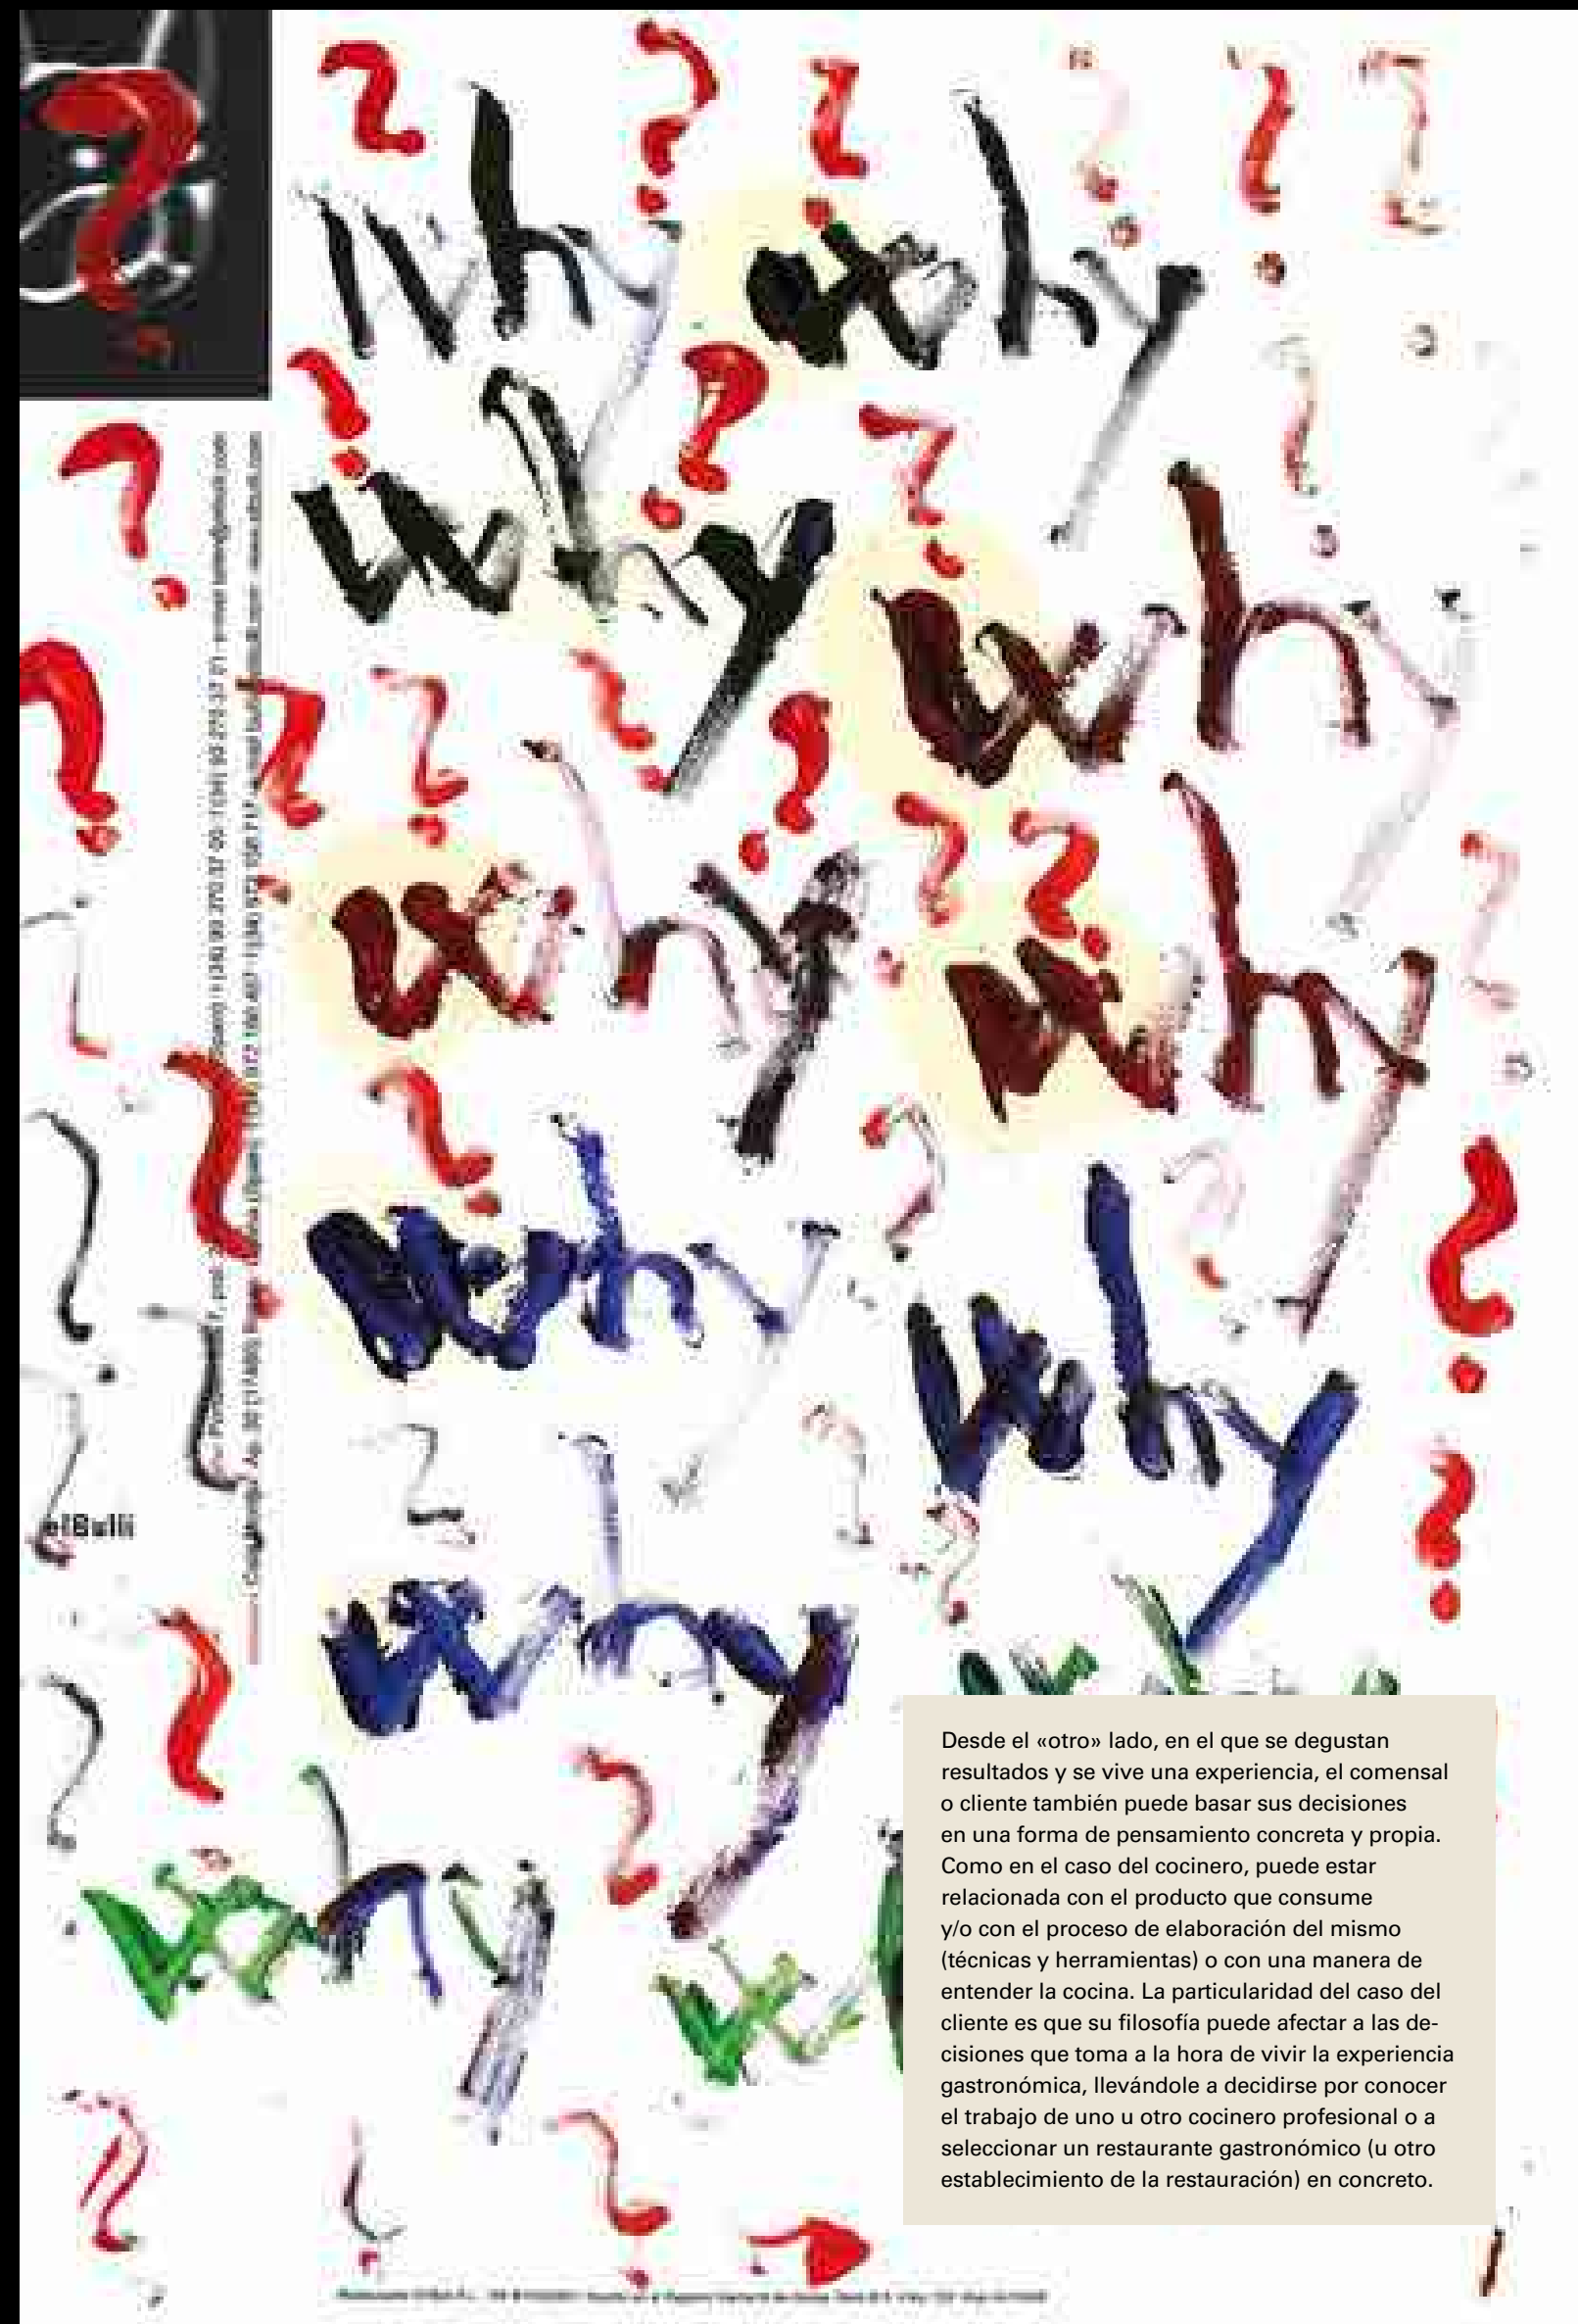 why
why
why
why
why
why
why
why
why
why
elBulli
Desde el «otro» lado, en el que se degustan
resultados y se vive una experiencia, el comensal
o cliente también puede basar sus decisiones
en una forma de pensamiento concreta y propia.
Como en el caso del cocinero, puede estar
relacionada con el producto que consume
y/o con el proceso de elaboración del mismo
(técnicas y herramientas) o con una manera de
entender la cocina. La particularidad del caso del
cliente es que su filosofía puede afectar a las de-
cisiones que toma a la hora de vivir la experiencia
gastronómica, llevándole a decidirse por conocer
el trabajo de uno u otro cocinero profesional o a
seleccionar un restaurante gastronómico (u otro
establecimiento de la restauración) en concreto.